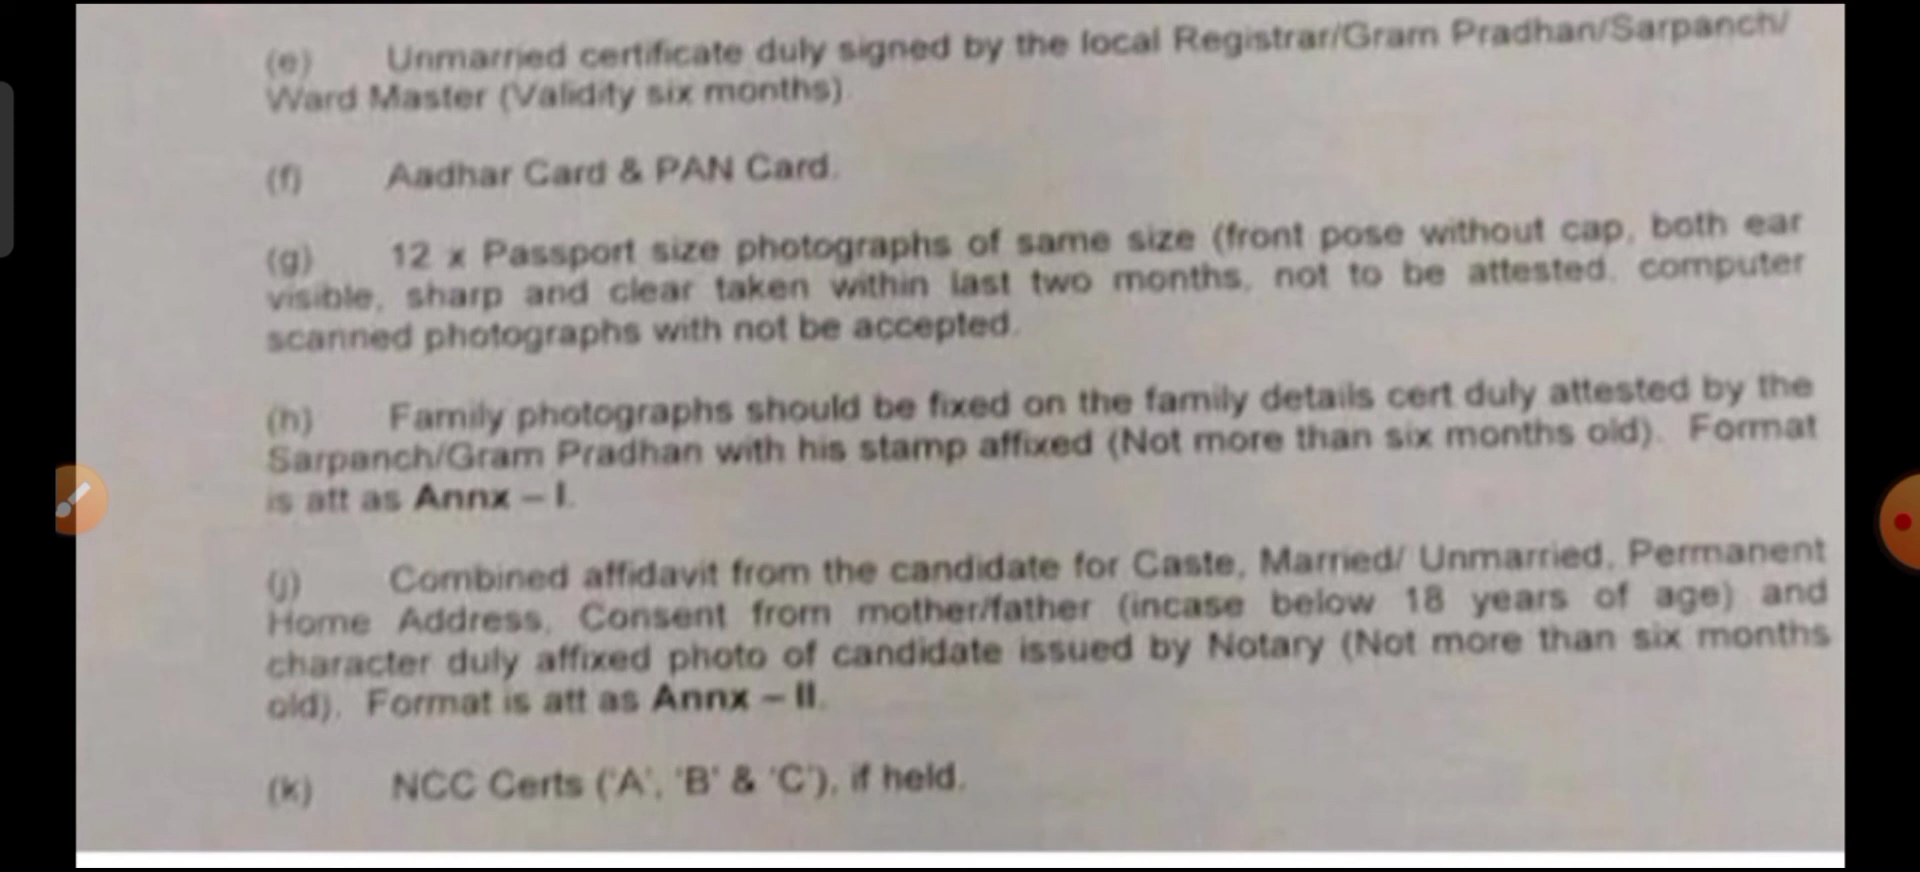 (e) Unmarried certificate duly signed by the local Registrar/Gram Pradhan/Sarpanch/
Ward Master (Validity six months).
(f) Aadhar Card & PAN Card.
(g) 12 x Passport size photographs of same size (front pose without cap, both ear
visible, sharp and clear taken within last two months, not to be attested, computer
scanned photographs with not be accepted.
(h) Family photographs should be fixed on the family details cert duly attested by the
Sarpanch/Gram Pradhan with his stamp affixed (Not more than six months old). Format
is att as Annx – I.
(j) Combined affidavit from the candidate for Caste, Married/ Unmarried, Permanent
Home Address, Consent from mother/father (incase below 18 years of age) and
character duly affixed photo of candidate issued by Notary (Not more than six months
old). Format is att as Annx – II.
(k) NCC Certs ('A', 'B' & 'C'), if held.